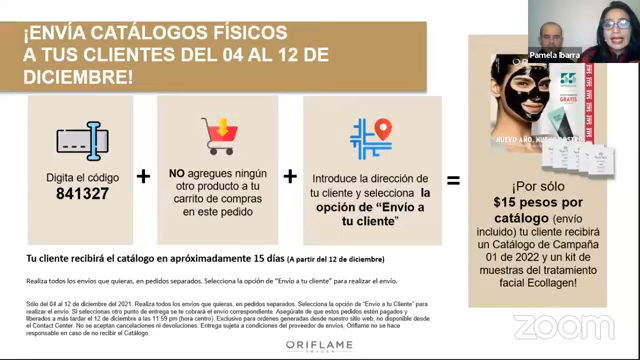 ¡ENVÍA CATÁLOGOS FÍSICOS
A TUS CLIENTES DEL 04 AL 12 DE
DICIEMBRE!
Pamela Ibarra
Digita el código
841327
+
NO agregues ningún
otro producto a tu
carrito de compras
en este pedido
+
Introduce la dirección de
tu cliente y selecciona la
opción de “Envío a
tu cliente”
=
GRATIS
NUEVO AÑO, NUEVO ROSTRO
¡Por sólo
$15 pesos por
catálogo (envío
incluido) tu cliente recibirá
un Catálogo de Campaña
01 de 2022 y un kit de
muestras del tratamiento
facial Ecollagen!
Tu cliente recibirá el catálogo en apróximadamente 15 días (A partir del 12 de diciembre)
Realiza todos los envíos que quieras, en pedidos separados. Selecciona la opción de “Envío a tu cliente” para realizar el envío.
Sólo del 04 al 12 de diciembre del 2021. Realiza todos los envíos que quieras, en pedidos separados. Selecciona la opción de “Envío a tu Cliente” para
realizar el envío. Si seleccionas otro punto de entrega se te cobrará el envío correspondiente. Asegúrate de que estos pedidos estén pagados y
liberados a más tardar el 12 de diciembre a las 11:59 pm (hora centro). Exclusivo para ordenes generadas desde nuestro sitio web, no disponible desde
el Contact Center. No se aceptan cancelaciones ni devoluciones. Entrega sujeta a condiciones del proveedor de envíos. Oriflame no se hace
responsable en caso de no recibir el Catálogo.
ORIFLAME
SWEDEN
zoom